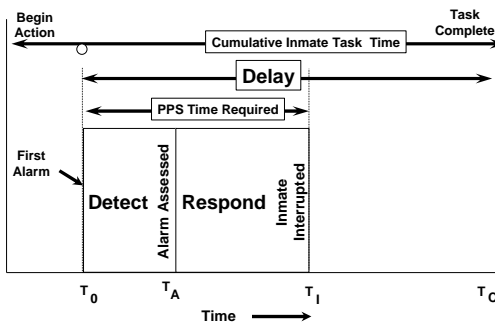 Begin
Action
Task
Complete
Cumulative Inmate Task Time
Delay
PPS Time Required
First
Alarm
Detect
Alarm Assessed
Respond
Inmate
Interrupted
T0
TA
TI
TC
Time